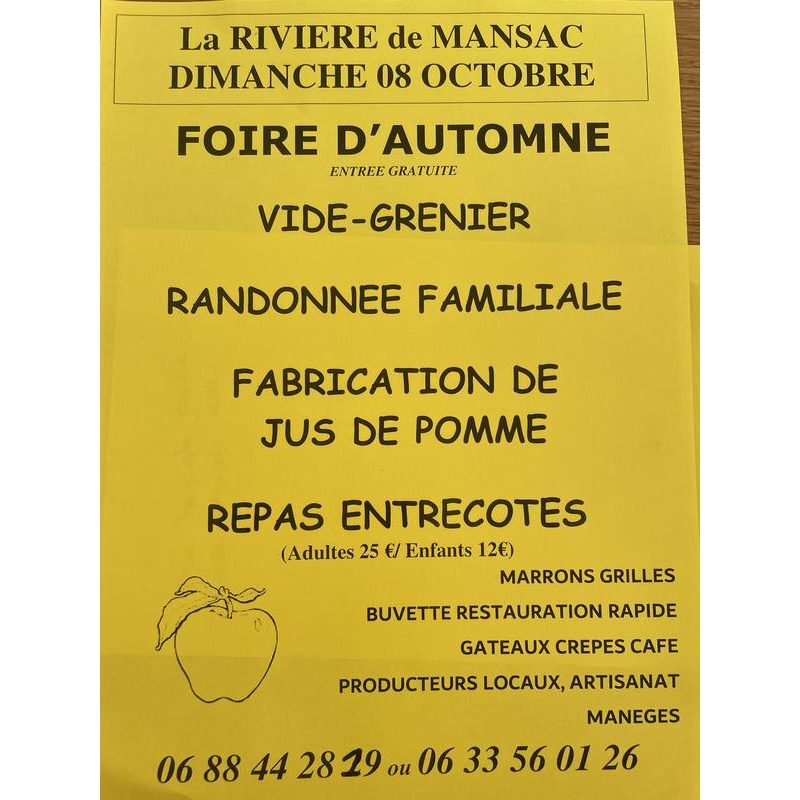 La RIVIERE de MANSAC
DIMANCHE 08 OCTOBRE
FOIRE D'AUTOMNE
ENTREE GRATUITE
VIDE-GRENIER
RANDONNEE FAMILIALE
FABRICATION DE
JUS DE POMME
REPAS ENTRECOTES
(Adultes 25 €/ Enfants 12€)
MARRONS GRILLES
BUVETTE RESTAURATION RAPIDE
GATEAUX CREPES CAFE
PRODUCTEURS LOCAUX, ARTISANAT
MANEGES
06 88 44 28 19 ou 06 33 56 01 26